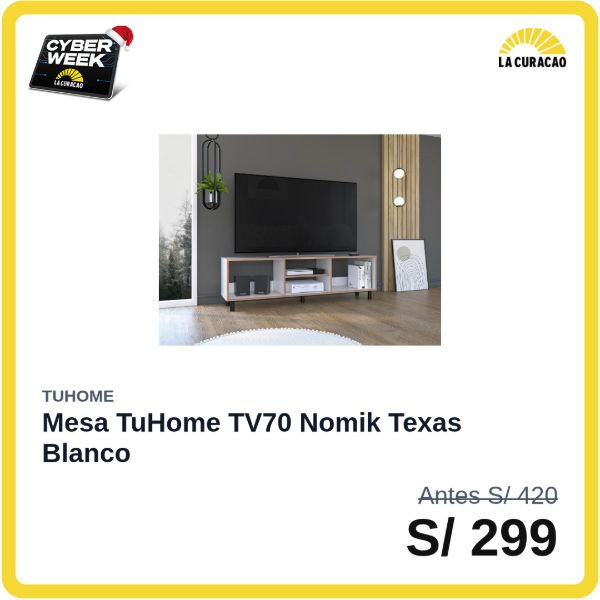 CYBER
WEEK
LA CURACAO
LA CURACAO
TUHOME
Mesa TuHome TV70 Nomik Texas
Blanco
Antes S/ 420
S/ 299